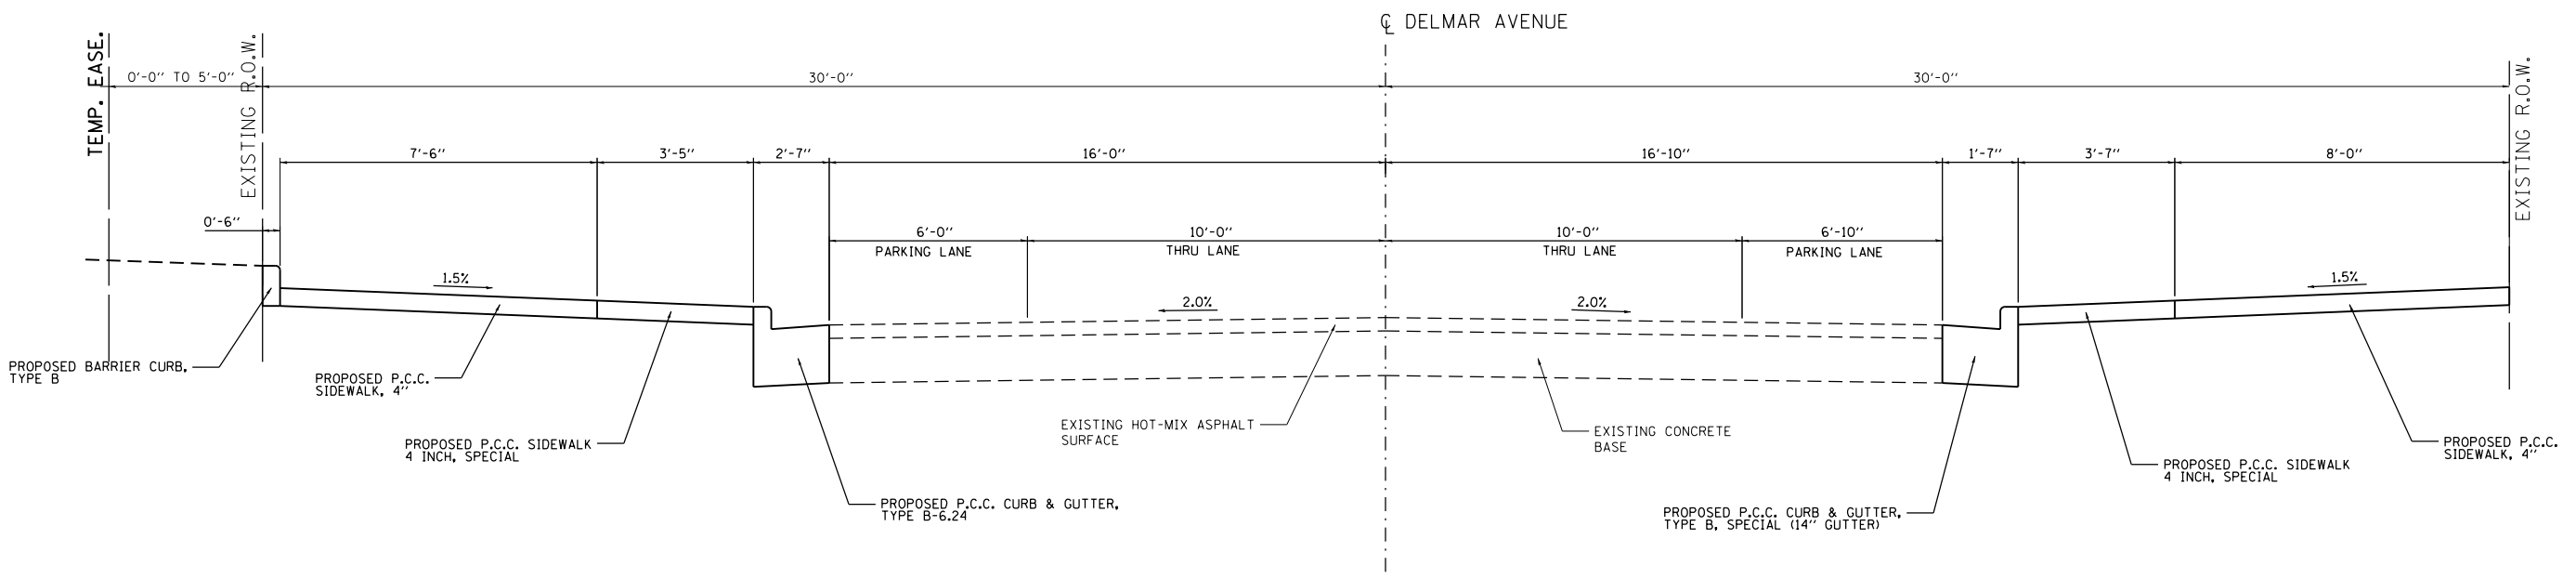 ℄ DELMAR AVENUE
TEMP. EASE.
0'-0" TO 5'-0"
EXISTING R.O.W.
30'-0"
30'-0"
EXISTING R.O.W.
7'-6"
3'-5"
2'-7"
16'-0"
16'-10"
1'-7"
3'-7"
8'-0"
0'-6"
6'-0"
PARKING LANE
10'-0"
THRU LANE
10'-0"
THRU LANE
6'-10"
PARKING LANE
1.5%
2.0%
2.0%
1.5%
PROPOSED BARRIER CURB,
TYPE B
PROPOSED P.C.C.
SIDEWALK, 4"
PROPOSED P.C.C. SIDEWALK
4 INCH, SPECIAL
PROPOSED P.C.C. CURB & GUTTER,
TYPE B-6.24
EXISTING HOT-MIX ASPHALT
SURFACE
EXISTING CONCRETE
BASE
PROPOSED P.C.C. CURB & GUTTER,
TYPE B, SPECIAL (14" GUTTER)
PROPOSED P.C.C. SIDEWALK
4 INCH, SPECIAL
PROPOSED P.C.C.
SIDEWALK, 4"